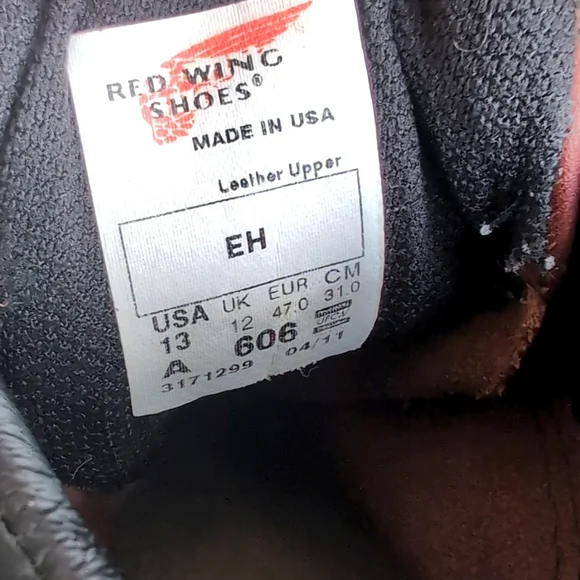 RED WING
SHOES®
MADE IN USA
Leather Upper
EH
USA UK EUR CM
13 12 47.0 31.0
A 606
UFCW
3171299 04/11